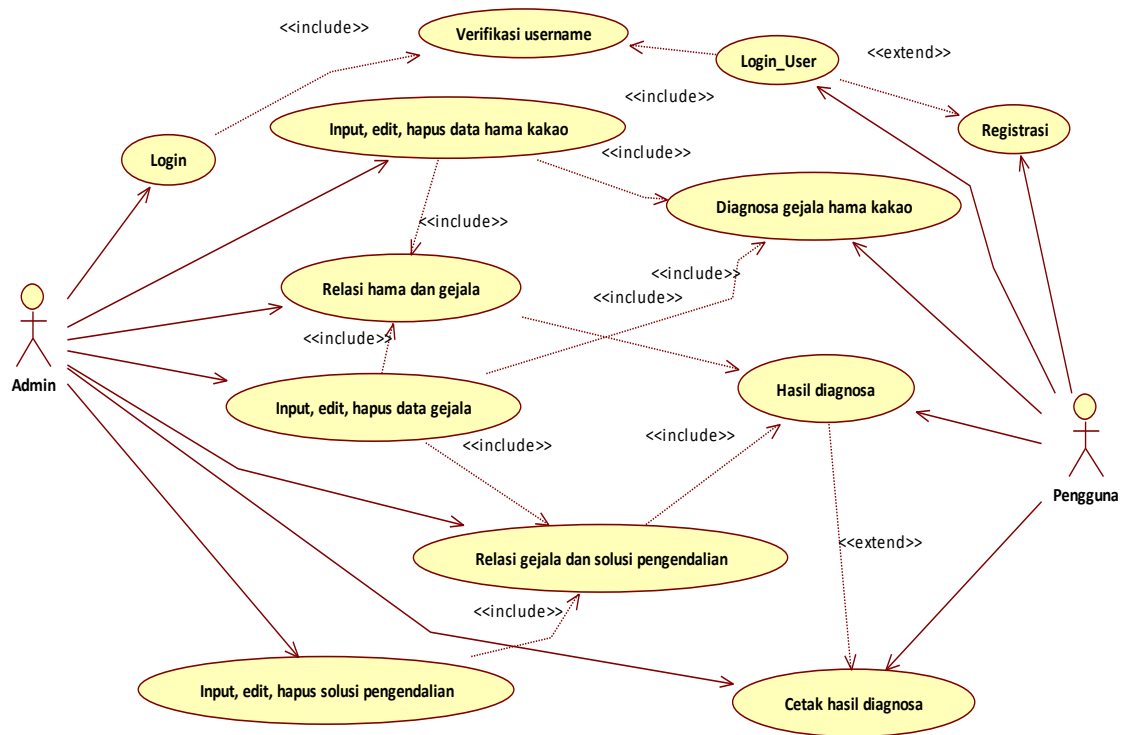 <<include>>
Verifikasi username
Login_User
<<extend>>
<<include>>
Input, edit, hapus data hama kakao
Registrasi
Login
<<include>>
Diagnosa gejala hama kakao
<<include>>
<<include>>
Relasi hama dan gejala
<<include>>
<<include>>
Admin
Hasil diagnosa
Input, edit, hapus data gejala
<<include>>
<<include>>
Pengguna
<<extend>>
Relasi gejala dan solusi pengendalian
<<include>>
Input, edit, hapus solusi pengendalian
Cetak hasil diagnosa